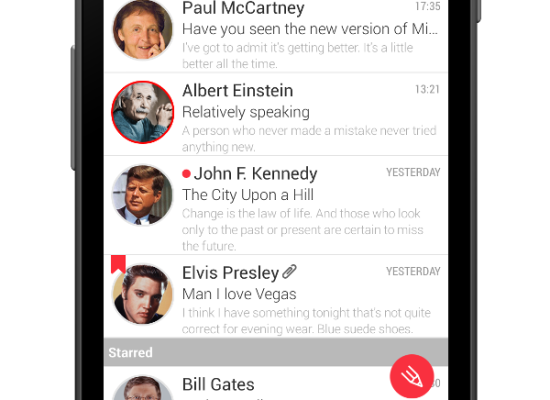 Paul McCartney 17:35
Have you seen the new version of Mi...
I've got to admit it's getting better. It's a little
better all the time.
Albert Einstein 13:21
Relatively speaking
A person who never made a mistake never tried
anything new.
John F. Kennedy YESTERDAY
The City Upon a Hill
Change is the law of life. And those who look
only to the past or present are certain to miss
the future.
Elvis Presley YESTERDAY
Man I love Vegas
I think I have something tonight that's not quite
correct for evening wear. Blue suede shoes.
Starred
Bill Gates